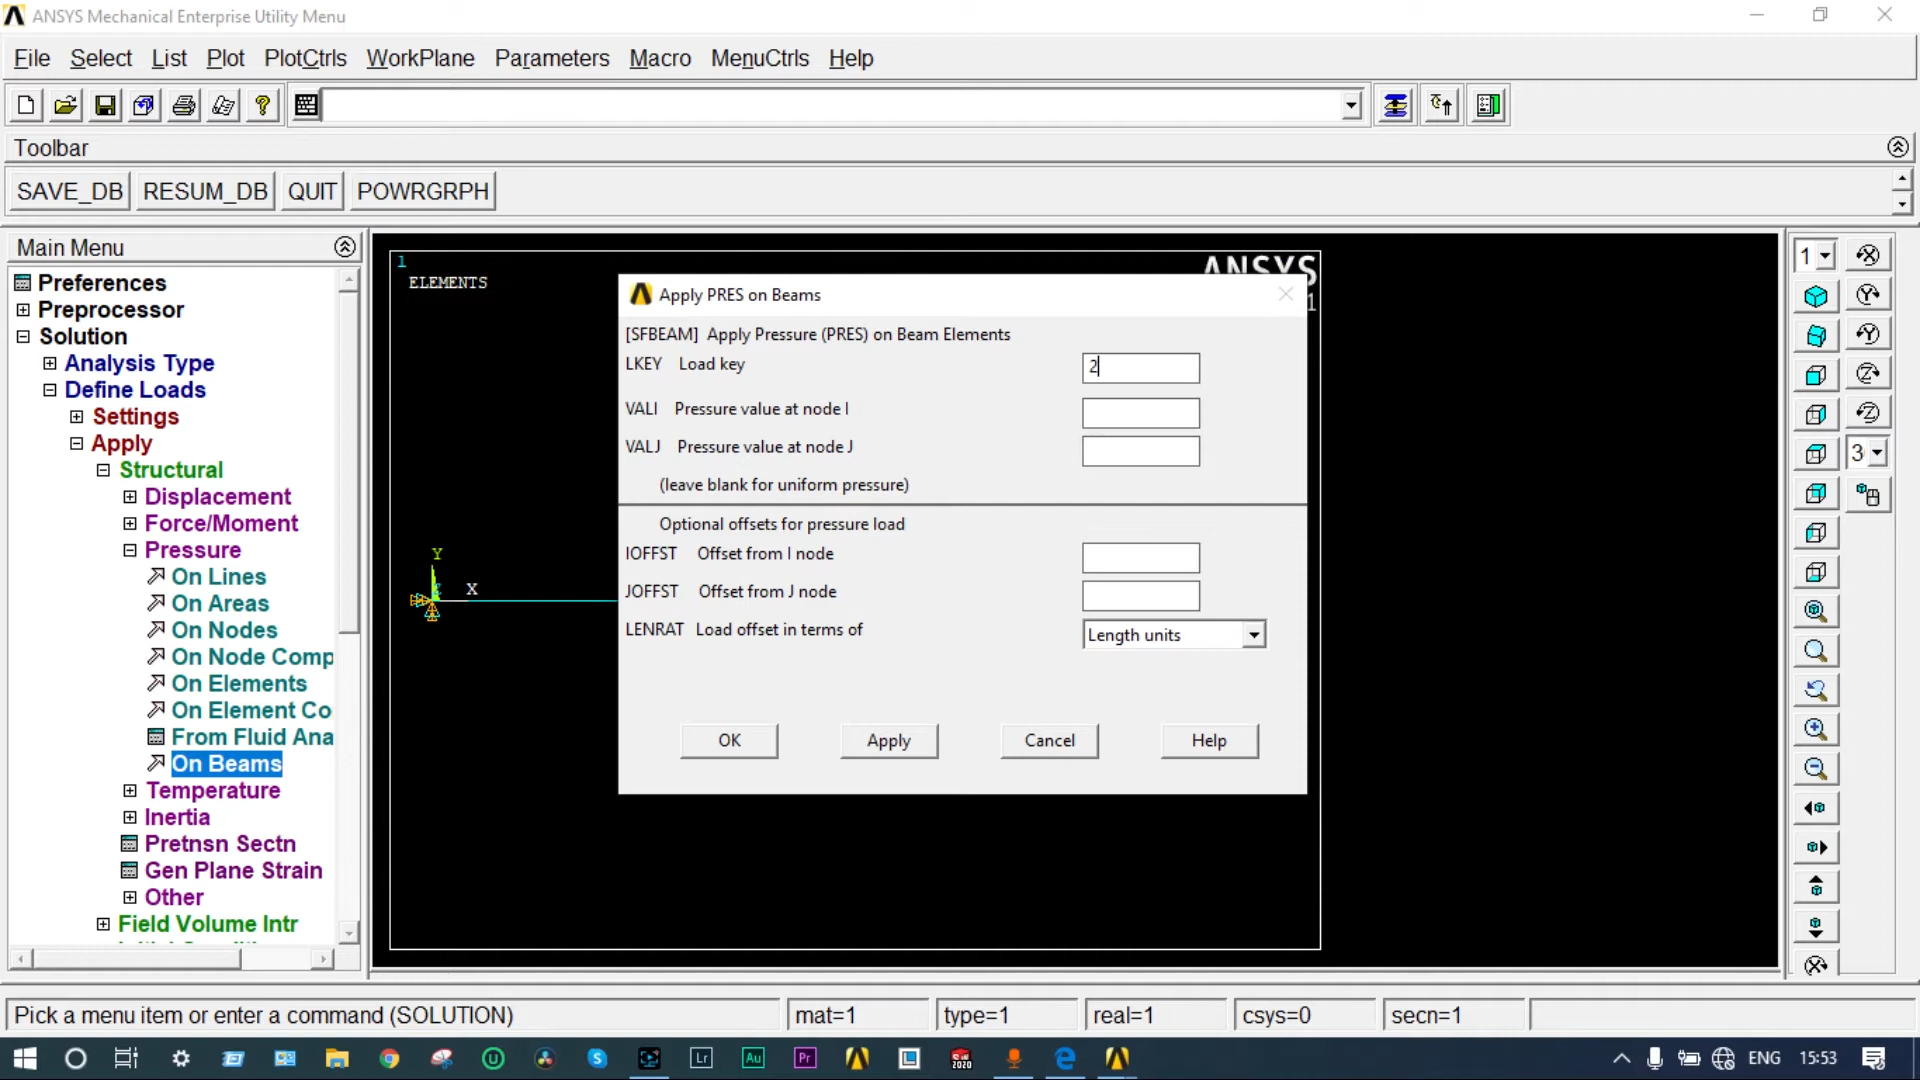 ANSYS Mechanical Enterprise Utility Menu
File Select List Plot PlotCtrls WorkPlane Parameters Macro MenuCtrls Help
Toolbar
SAVE_DB RESUM_DB QUIT POWRGRPH
Main Menu
Preferences
Preprocessor
Solution
Analysis Type
Define Loads
Settings
Apply
Structural
Displacement
Force/Moment
Pressure
On Lines
On Areas
On Nodes
On Node Comp
On Elements
On Element Co
From Fluid Ana
On Beams
Temperature
Inertia
Pretnsn Sectn
Gen Plane Strain
Other
Field Volume Intr
1
ELEMENTS
ANSYS
1
Y
X
Apply PRES on Beams
[SFBEAM] Apply Pressure (PRES) on Beam Elements
LKEY Load key 2
VALI Pressure value at node I
VALJ Pressure value at node J
(leave blank for uniform pressure)
Optional offsets for pressure load
IOFFST Offset from I node
JOFFST Offset from J node
LENRAT Load offset in terms of Length units
OK Apply Cancel Help
1
3
Pick a menu item or enter a command (SOLUTION) mat=1 type=1 real=1 csys=0 secn=1
Lr Au Pr ENG 15:53